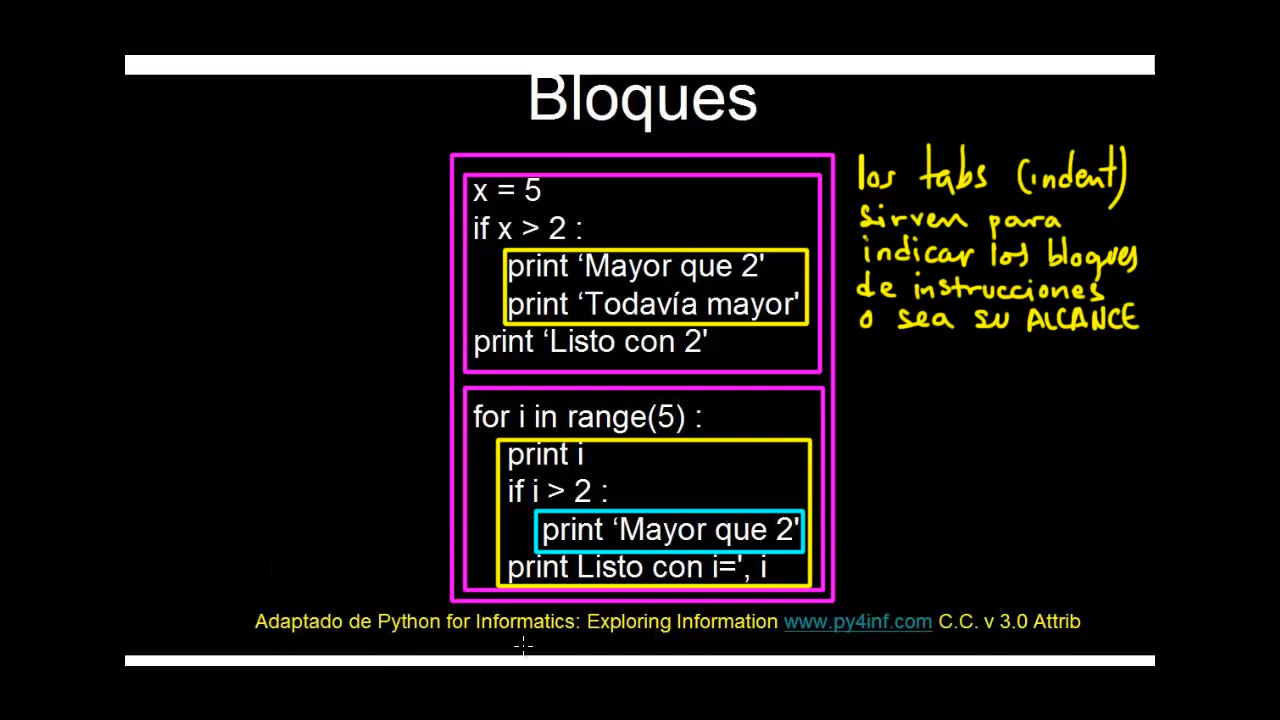 Bloques
x = 5
if x > 2 :
print ‘Mayor que 2'
print ‘Todavía mayor'
print ‘Listo con 2'
for i in range(5) :
print i
if i > 2 :
print ‘Mayor que 2'
print Listo con i=', i
los tabs (indent)
sirven para
indicar los bloques
de instrucciones
o sea su ALCANCE
Adaptado de Python for Informatics: Exploring Information www.py4inf.com C.C. v 3.0 Attrib